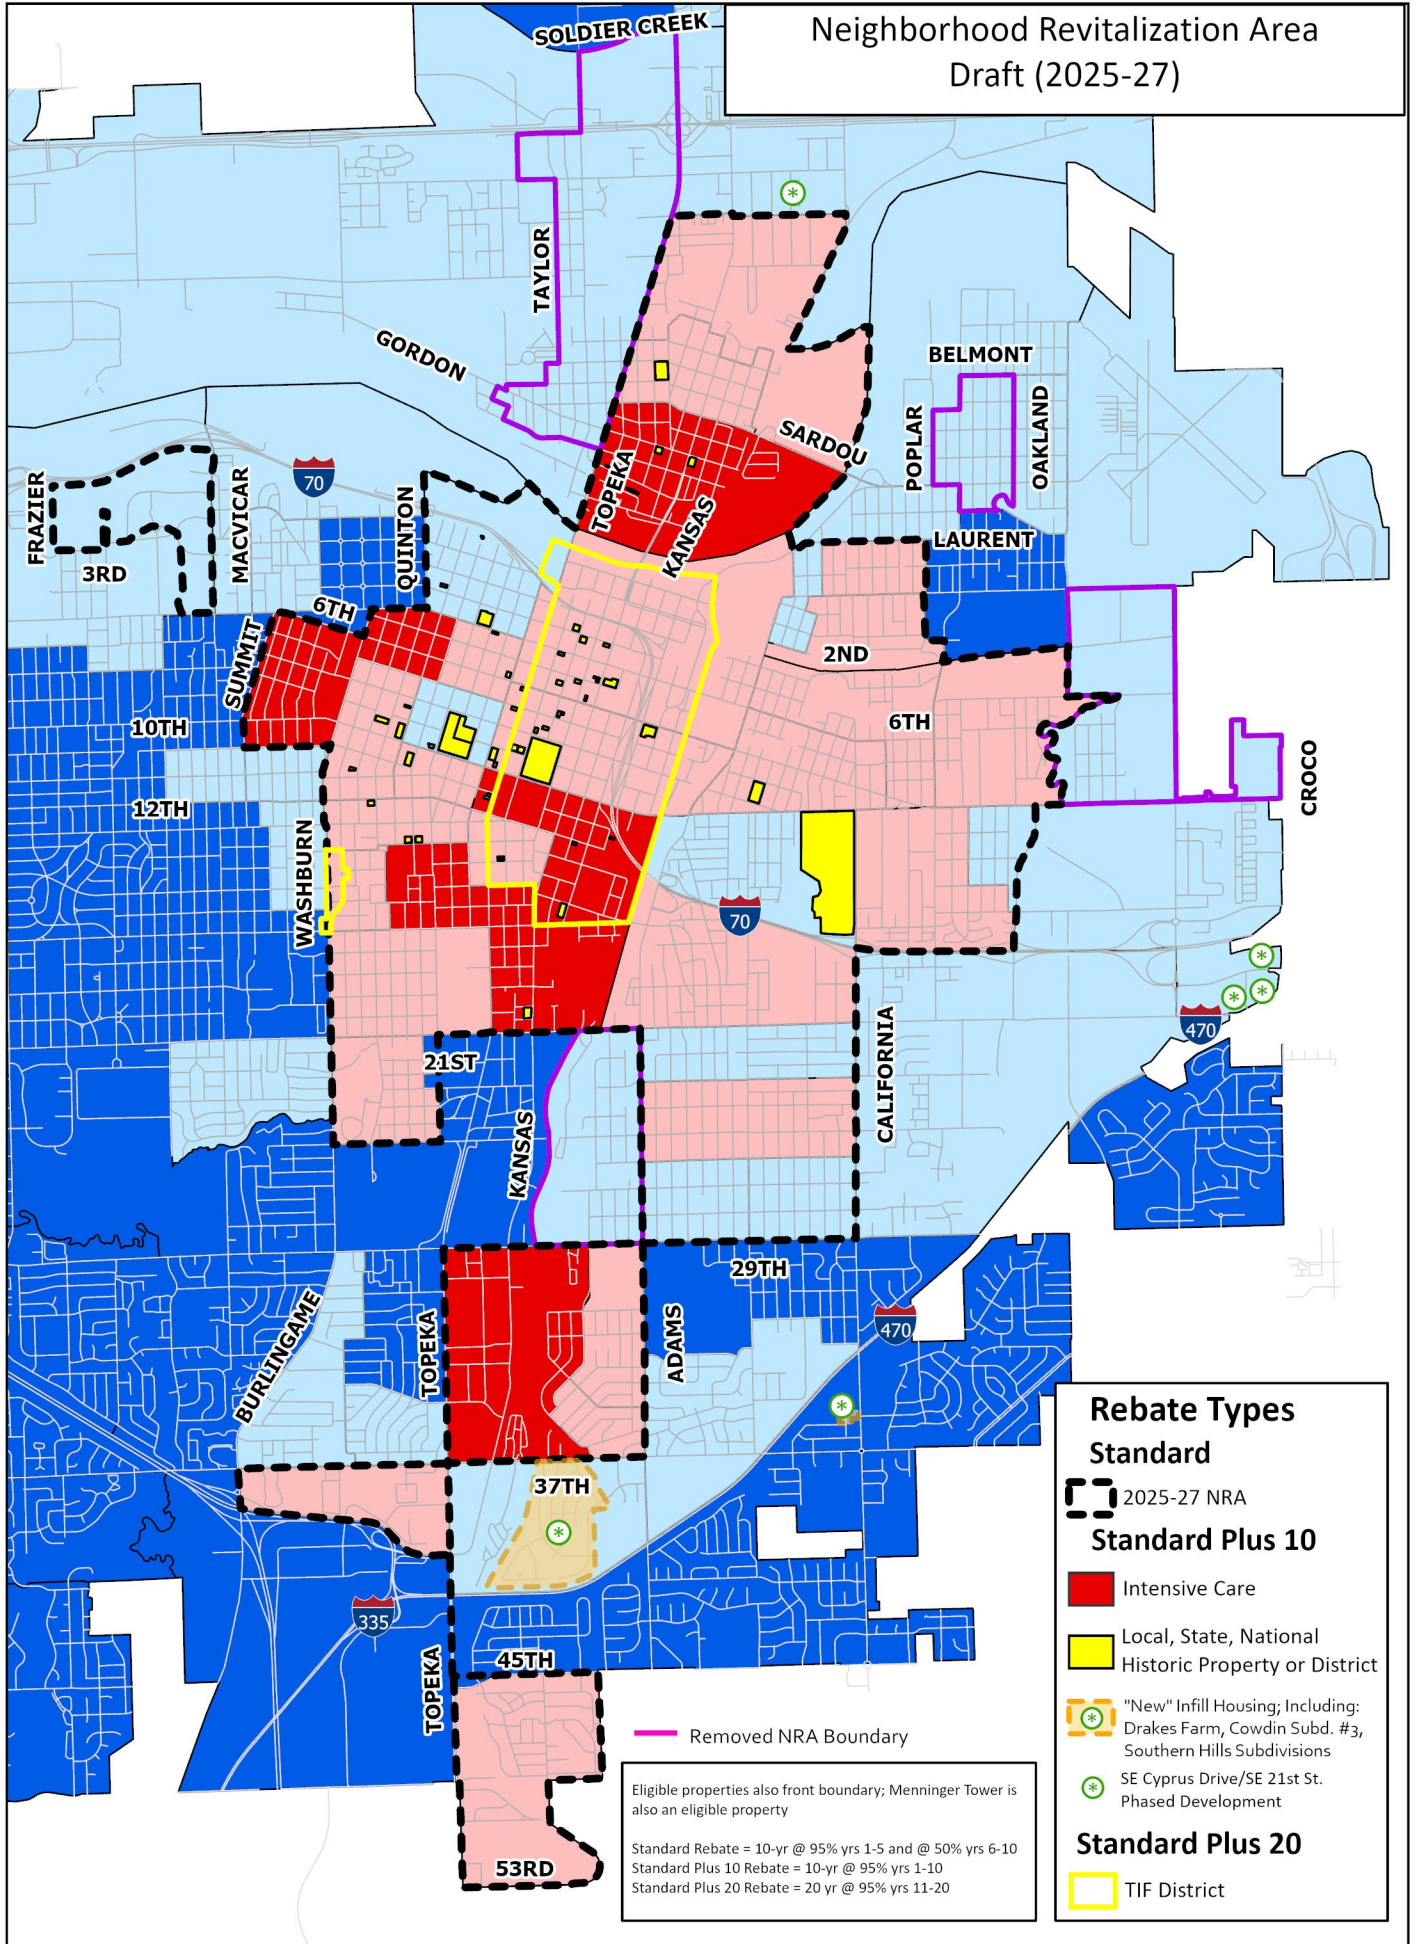 Neighborhood Revitalization Area
Draft (2025-27)
SOLDIER CREEK
TAYLOR
GORDON
BELMONT
OAKLAND
POPLAR
SARDOU
TOPEKA
KANSAS
FRAZIER
MACVICAR
70
QUINTON
LAURENT
3RD
6TH
SUMMIT
2ND
6TH
10TH
CROCO
12TH
WASHBURN
70
470
CALIFORNIA
21ST
KANSAS
29TH
BURLINGAME
TOPEKA
ADAMS
470
37TH
335
45TH
TOPEKA
53RD
Removed NRA Boundary
Eligible properties also front boundary; Menninger Tower is
also an eligible property
Standard Rebate = 10-yr @ 95% yrs 1-5 and @ 50% yrs 6-10
Standard Plus 10 Rebate = 10-yr @ 95% yrs 1-10
Standard Plus 20 Rebate = 20 yr @ 95% yrs 11-20
Rebate Types
Standard
2025-27 NRA
Standard Plus 10
Intensive Care
Local, State, National
Historic Property or District
"New" Infill Housing; Including:
Drakes Farm, Cowdin Subd. #3,
Southern Hills Subdivisions
SE Cyprus Drive/SE 21st St.
Phased Development
Standard Plus 20
TIF District